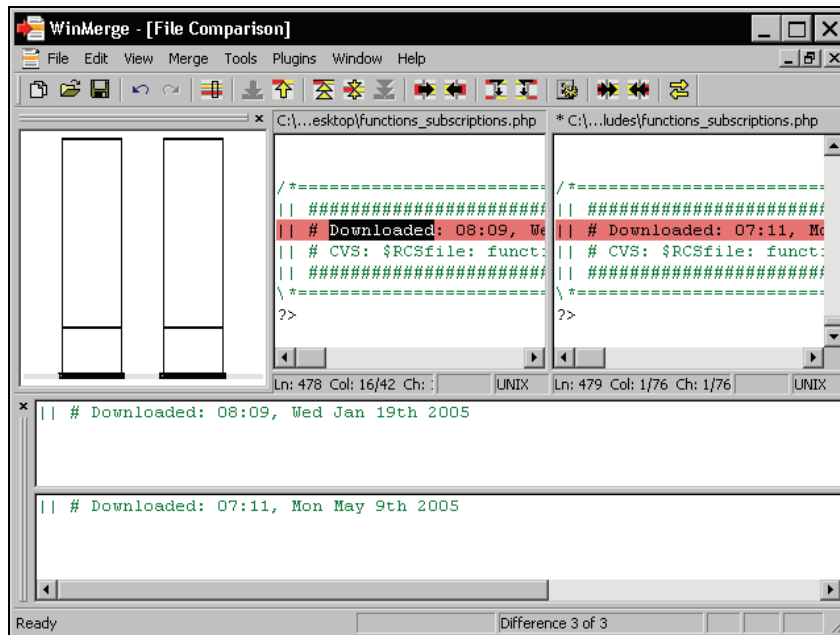 WinMerge - [File Comparison]
File Edit View Merge Tools Plugins Window Help
C:\...esktop\functions_subscriptions.php
/*========================
|| #######################
|| # Downloaded: 08:09, We
|| # CVS: $RCSfile: functi
|| #######################
\*========================
?>
Ln: 478 Col: 16/42 Ch:
UNIX
* C:\...ludes\functions_subscriptions.php
/*========================
|| #######################
|| # Downloaded: 07:11, Mo
|| # CVS: $RCSfile: funct
|| #######################
\*========================
?>
Ln: 479 Col: 1/76 Ch: 1/76
UNIX
|| # Downloaded: 08:09, Wed Jan 19th 2005
|| # Downloaded: 07:11, Mon May 9th 2005
Ready
Difference 3 of 3